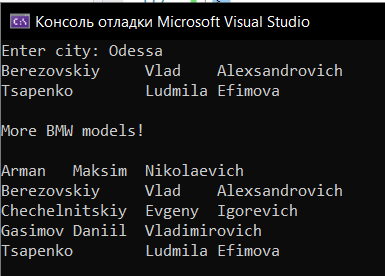 Консоль отладки Microsoft Visual Studio
Enter city: Odessa
Berezovskiy Vlad Alexsandrovich
Tsapenko Ludmila Efimova
More BMW models!
Arman Maksim Nikolaevich
Berezovskiy Vlad Alexsandrovich
Chechelnitskiy Evgeny Igorevich
Gasimov Daniil Vladimirovich
Tsapenko Ludmila Efimova